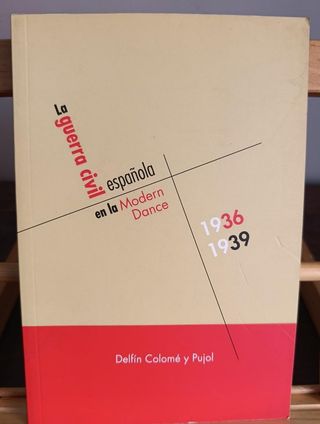 La
guerra civil
española
en la Modern
Dance
1936
1939
Delfín Colomé y Pujol